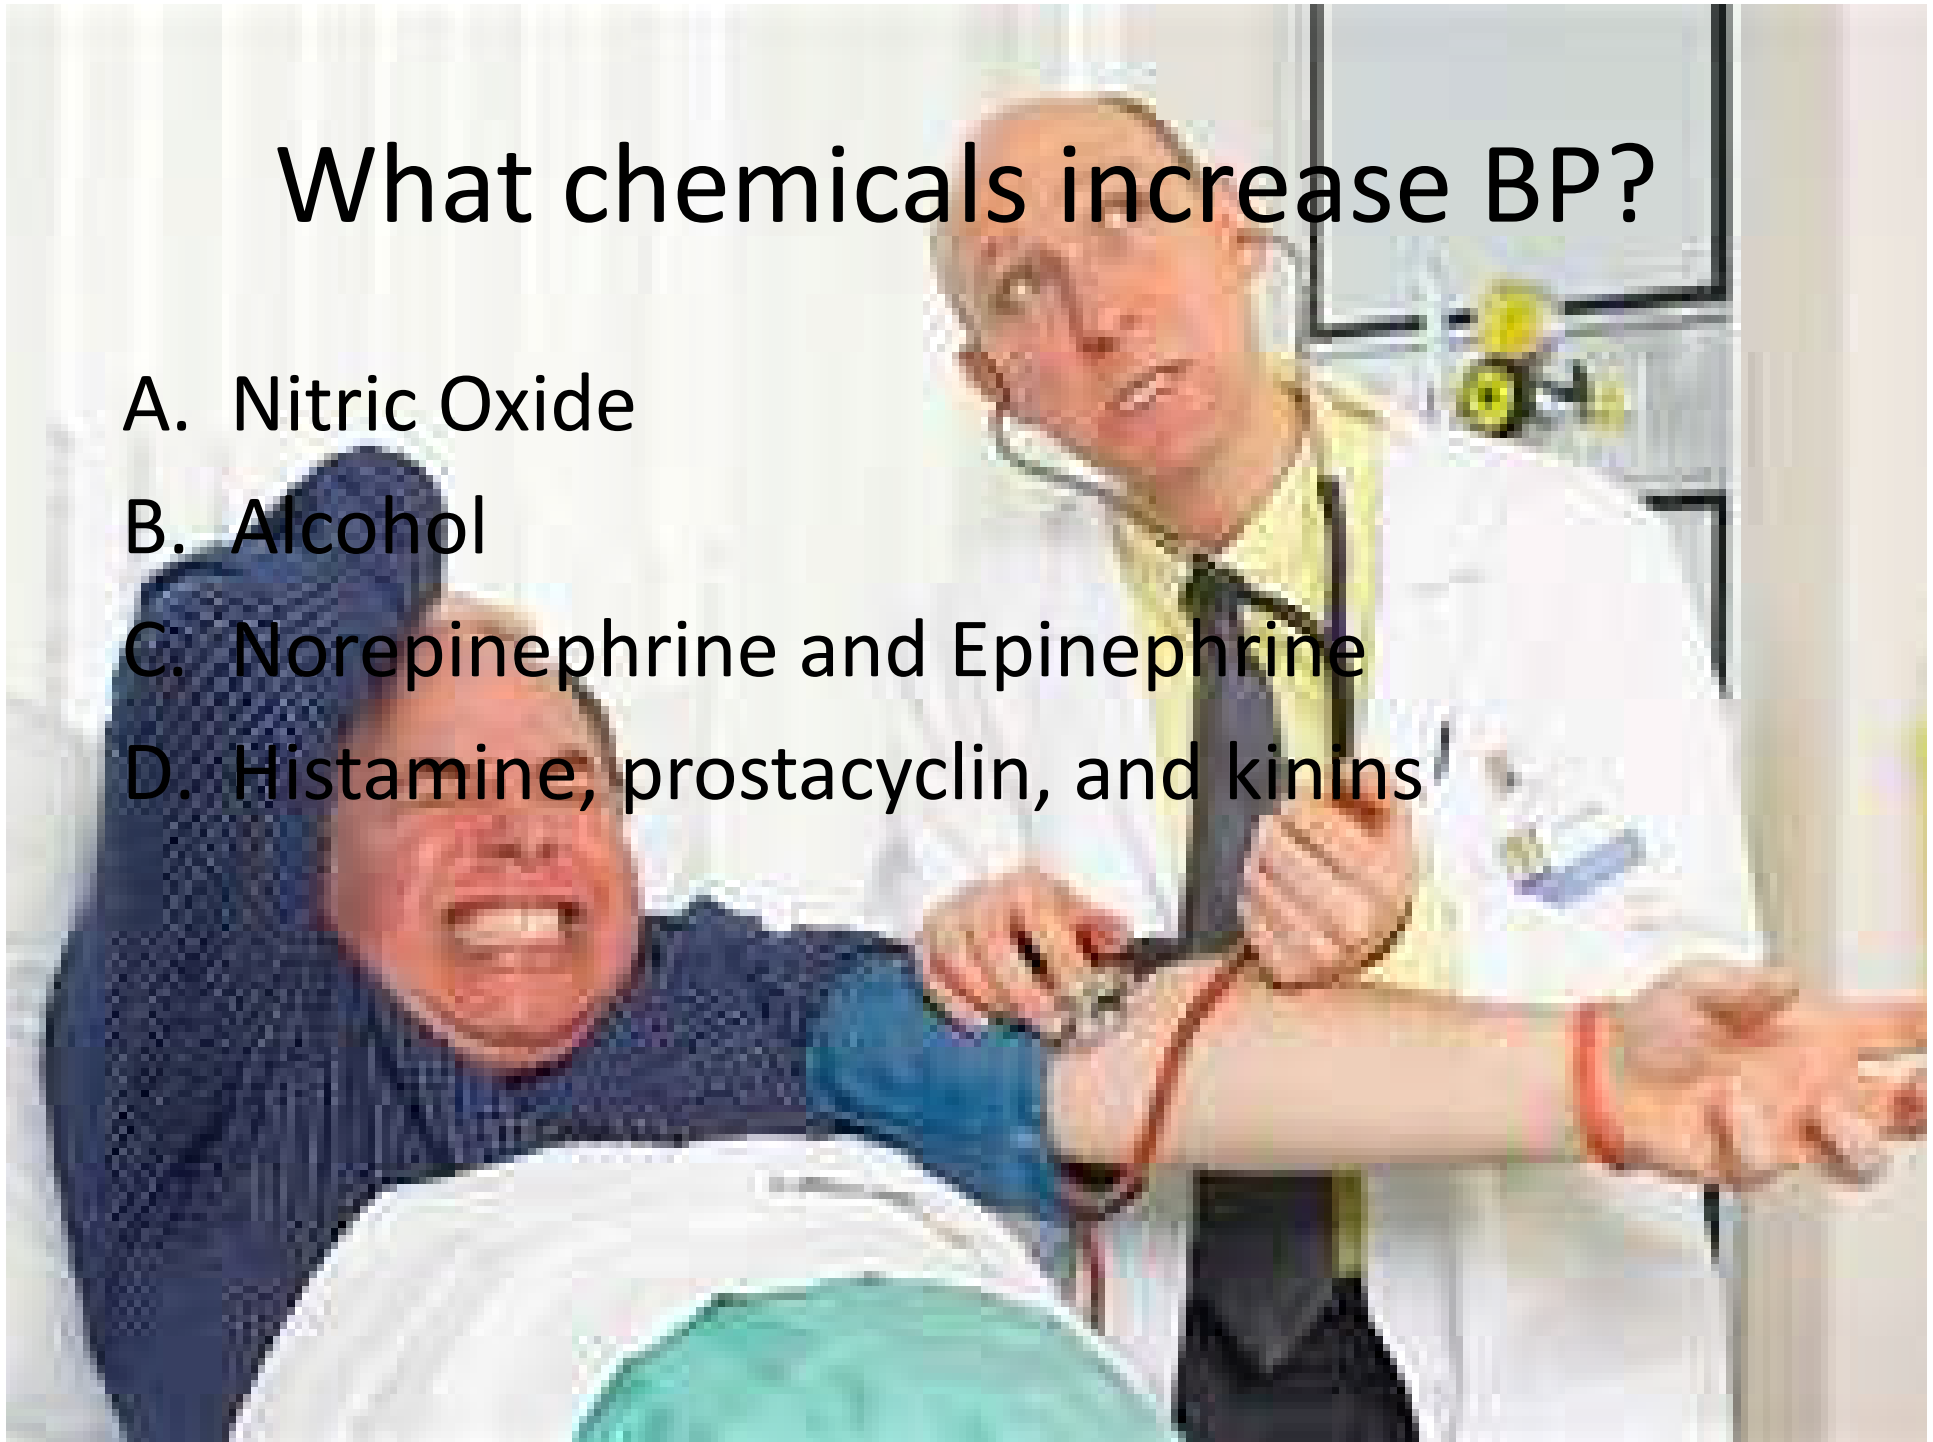 What chemicals increase BP?
A. Nitric Oxide
B. Alcohol
C. Norepinephrine and Epinephrine
D. Histamine, prostacyclin, and kinins